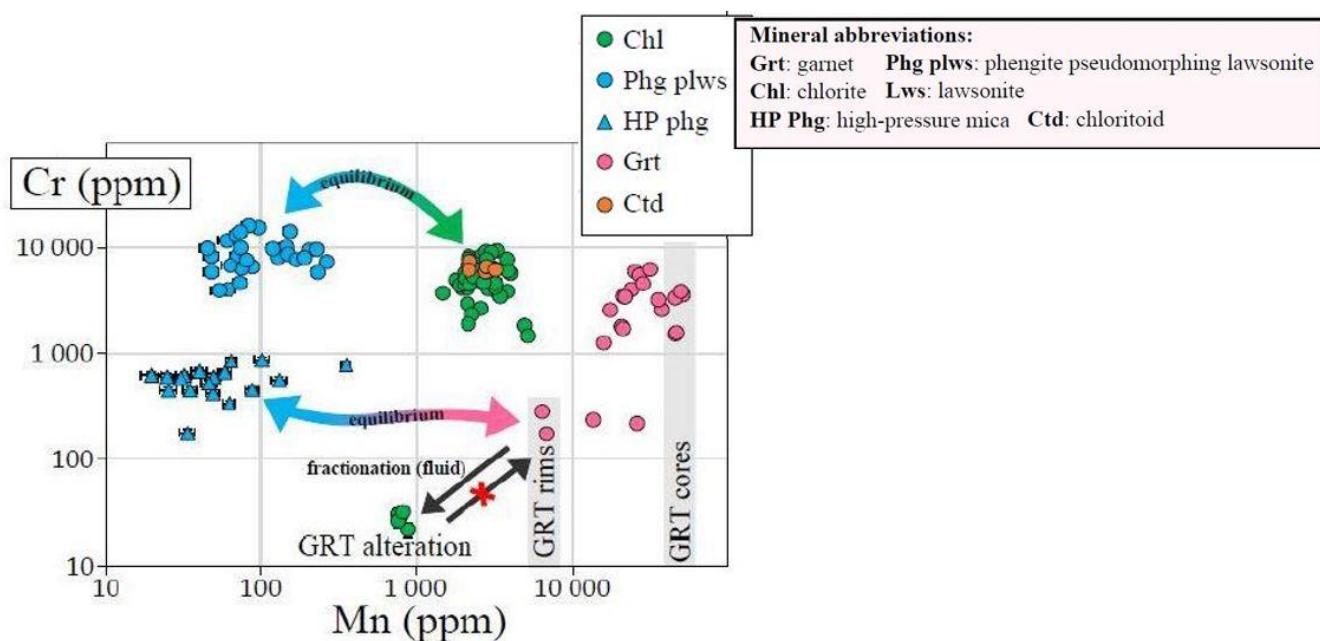 Chl
Phg plws
HP phg
Grt
Ctd
Mineral abbreviations:
Grt: garnet Phg plws: phengite pseudomorphing lawsonite
Chl: chlorite Lws: lawsonite
HP Phg: high-pressure mica Ctd: chloritoid
Cr (ppm)
equilibrium
10 000
1 000
equilibrium
100
fractionation (fluid)
GRT rims
GRT cores
GRT alteration
10
10
100
1 000
10 000
Mn (ppm)